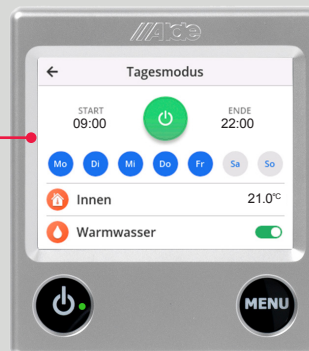 Alde
← Tagesmodus
START ENDE
09:00 22:00
Mo Di Mi Do Fr Sa So
Innen 21.0°C
Warmwasser
MENU